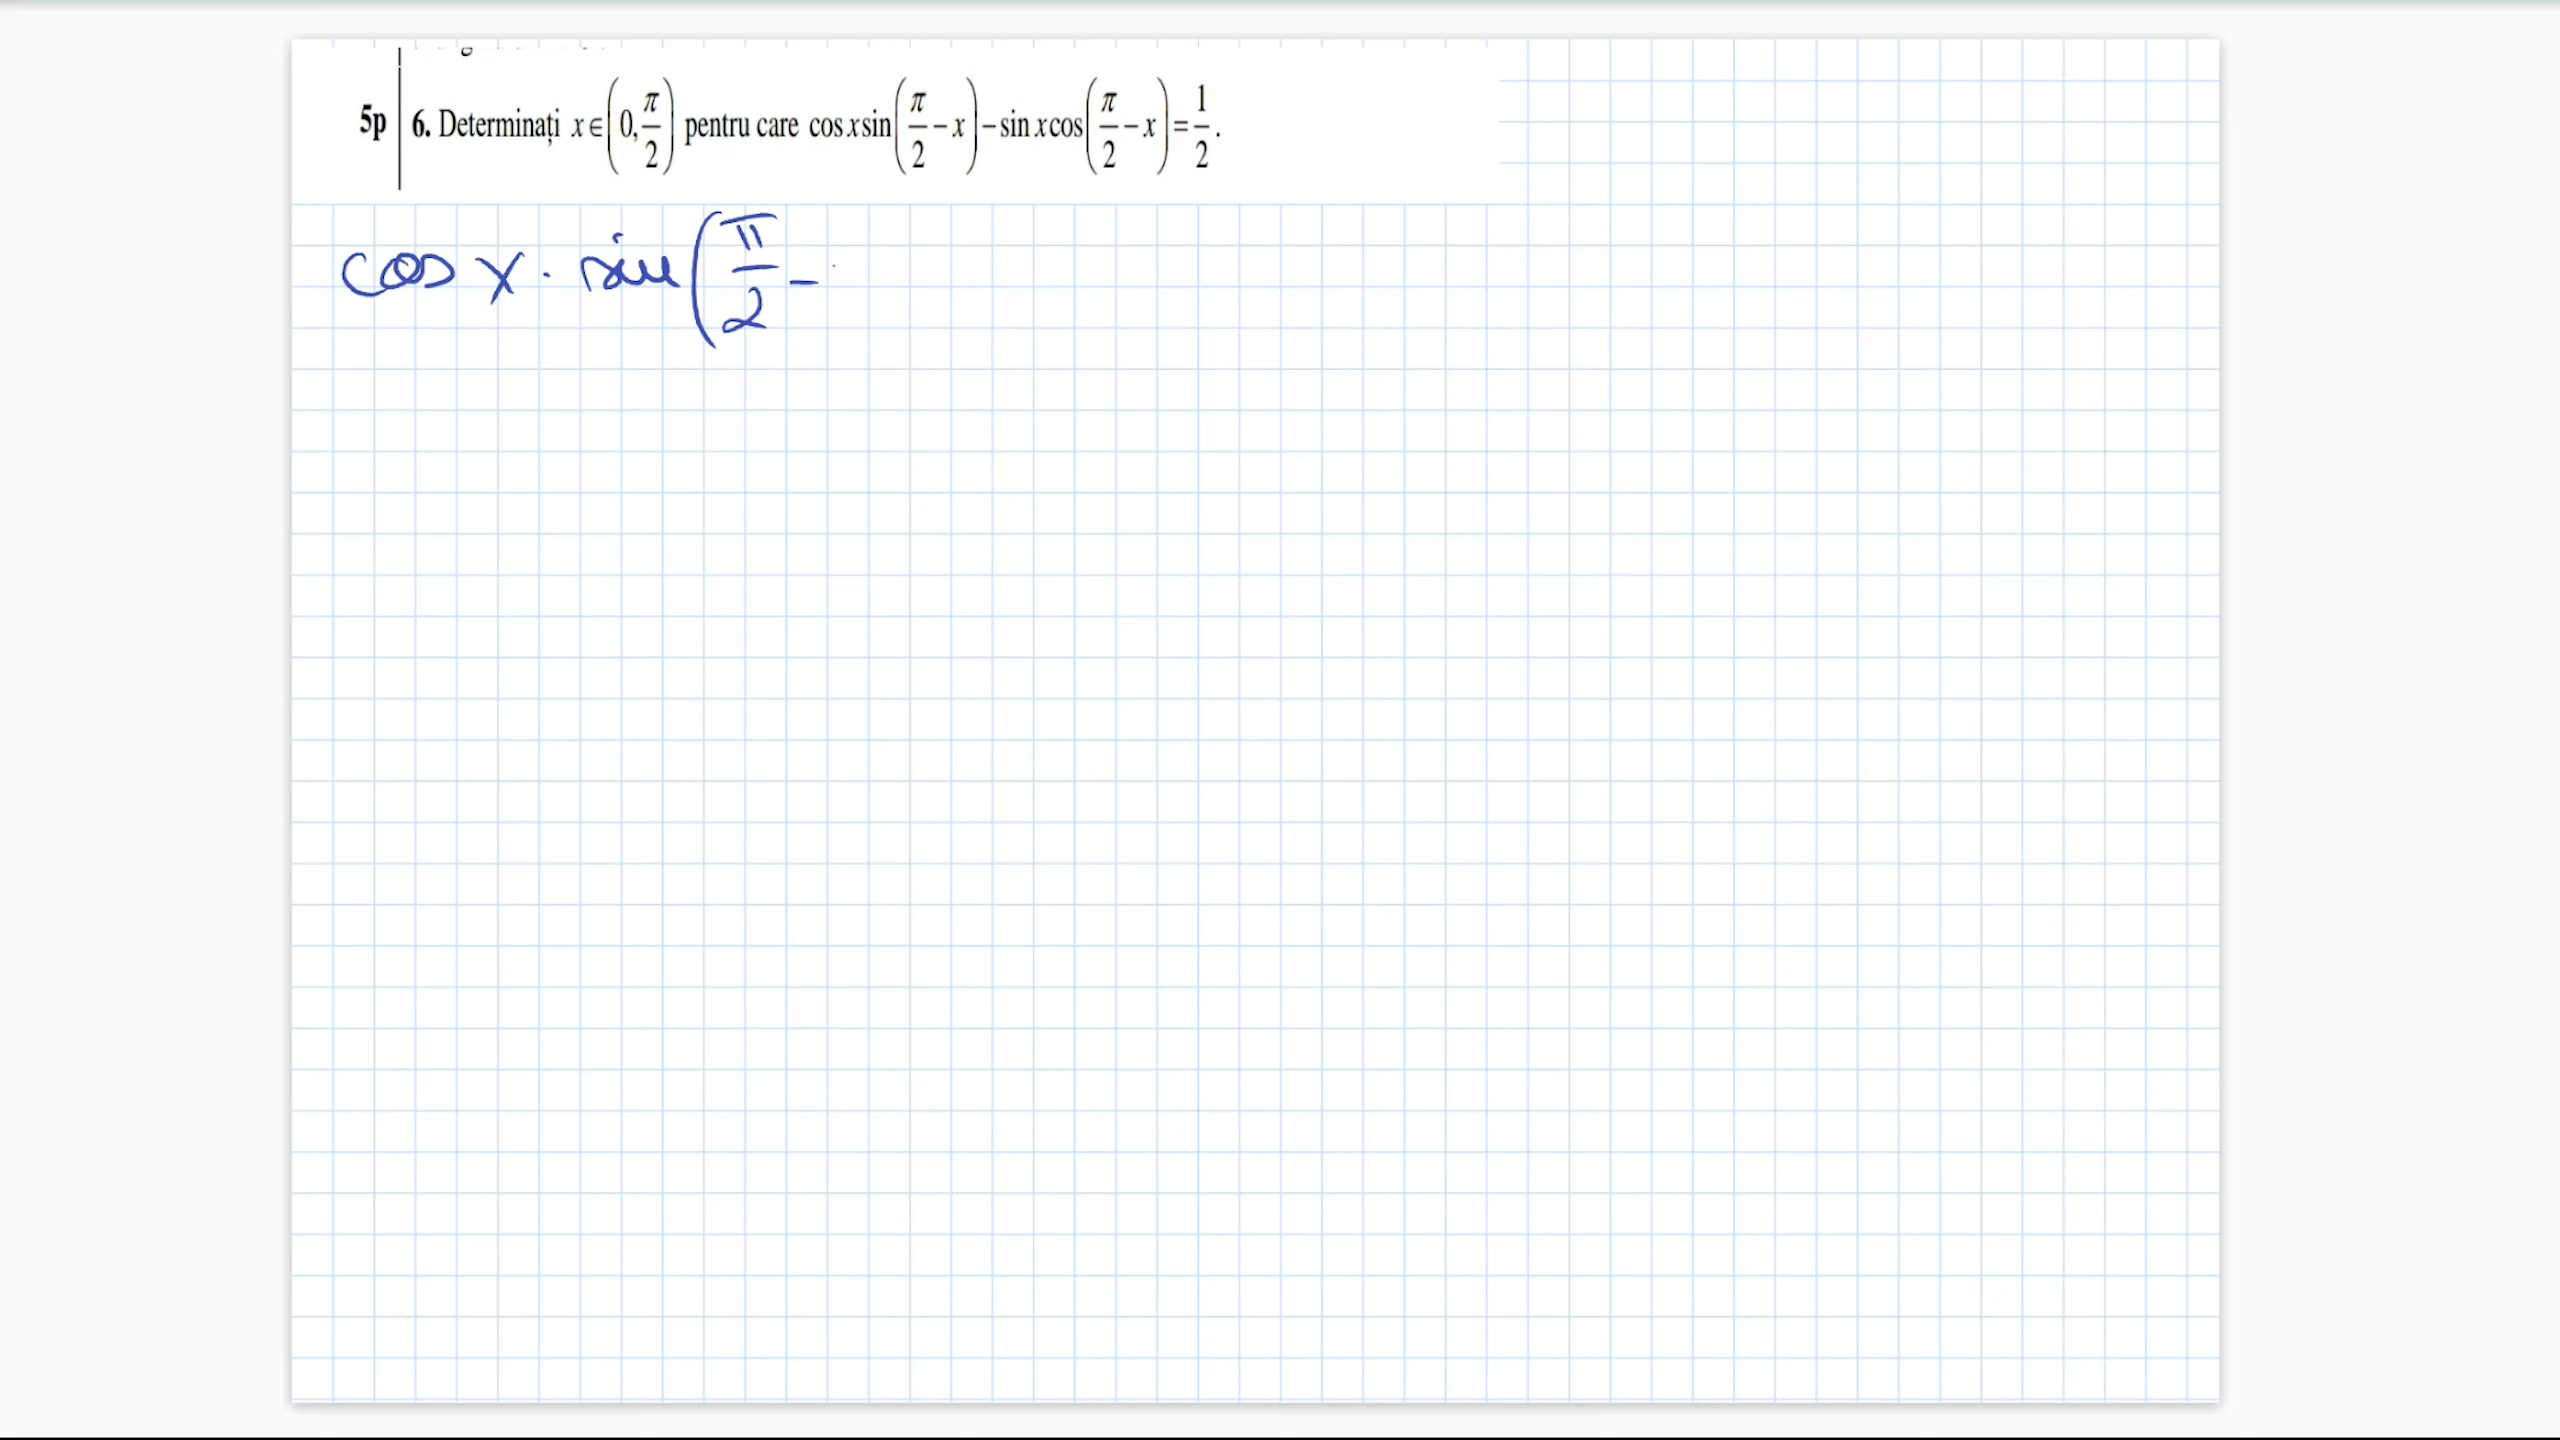 5p 6. Determinați x∈(0, π/2) pentru care cos x sin(π/2 − x) − sin x cos(π/2 − x) = 1/2.
cos x · sin(π/2 −